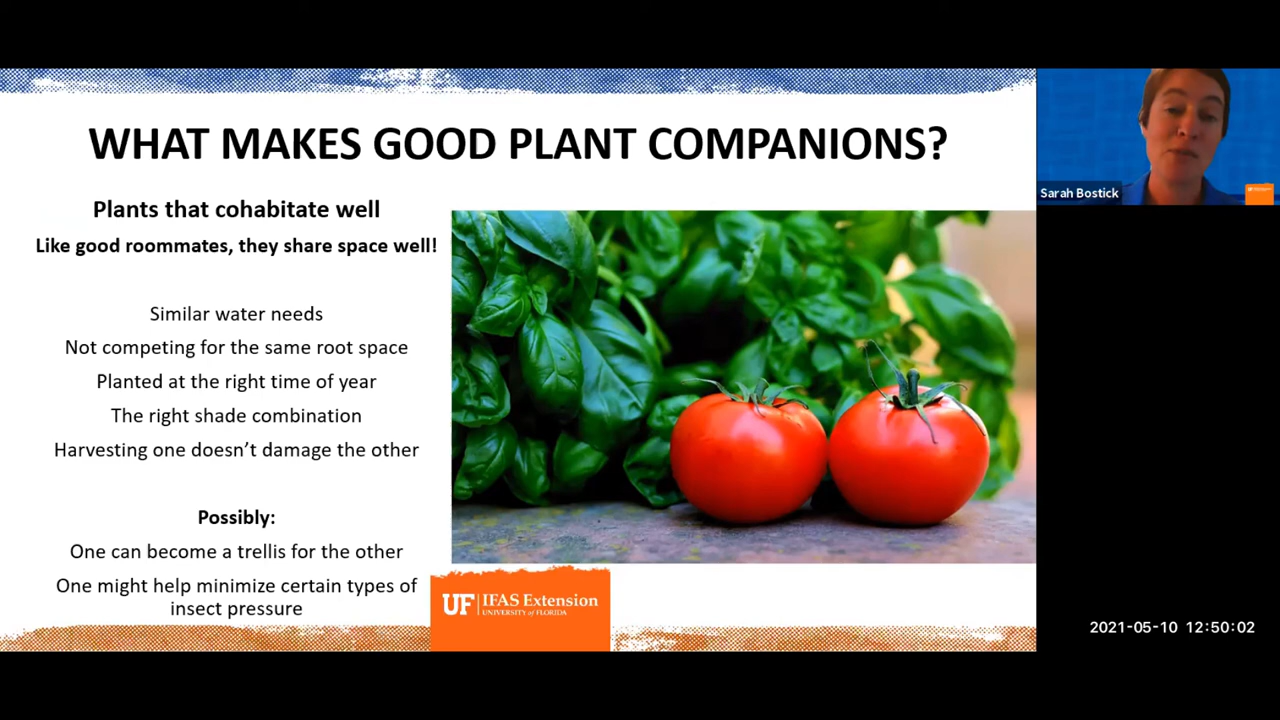 WHAT MAKES GOOD PLANT COMPANIONS?
Plants that cohabitate well
Like good roommates, they share space well!
Similar water needs
Not competing for the same root space
Planted at the right time of year
The right shade combination
Harvesting one doesn’t damage the other
Possibly:
One can become a trellis for the other
One might help minimize certain types of
insect pressure
UF | IFAS Extension
UNIVERSITY of FLORIDA
Sarah Bostick
2021-05-10 12:50:02